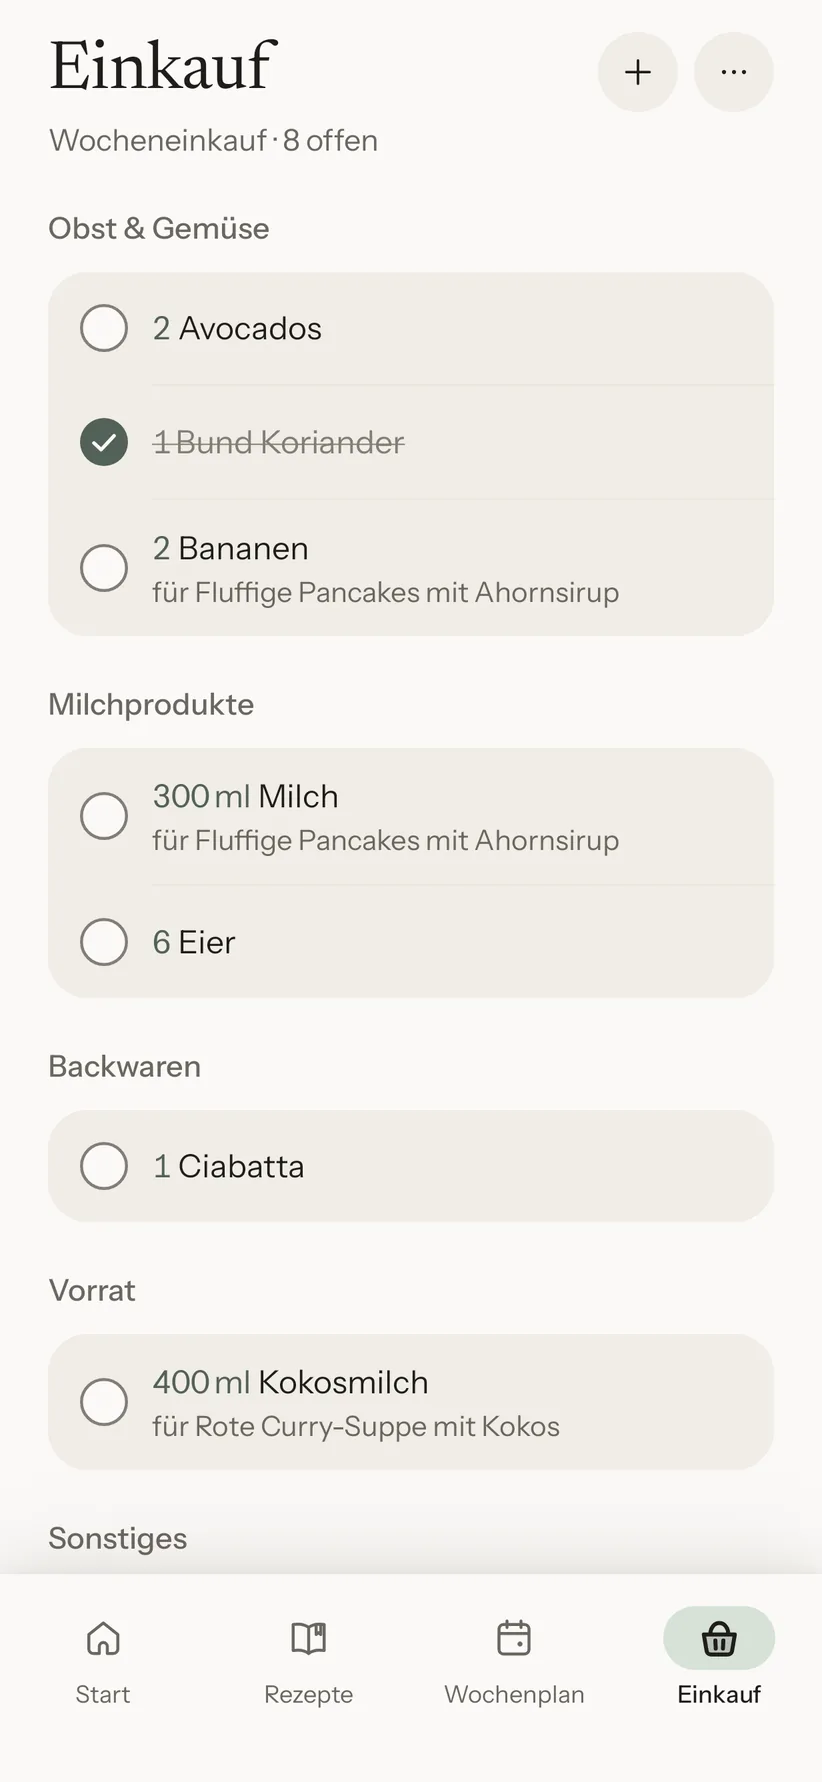 Einkauf
Wocheneinkauf · 8 offen
Obst & Gemüse
2 Avocados
1 Bund Koriander
2 Bananen
für Fluffige Pancakes mit Ahornsirup
Milchprodukte
300 ml Milch
für Fluffige Pancakes mit Ahornsirup
6 Eier
Backwaren
1 Ciabatta
Vorrat
400 ml Kokosmilch
für Rote Curry-Suppe mit Kokos
Sonstiges
Start Rezepte Wochenplan Einkauf